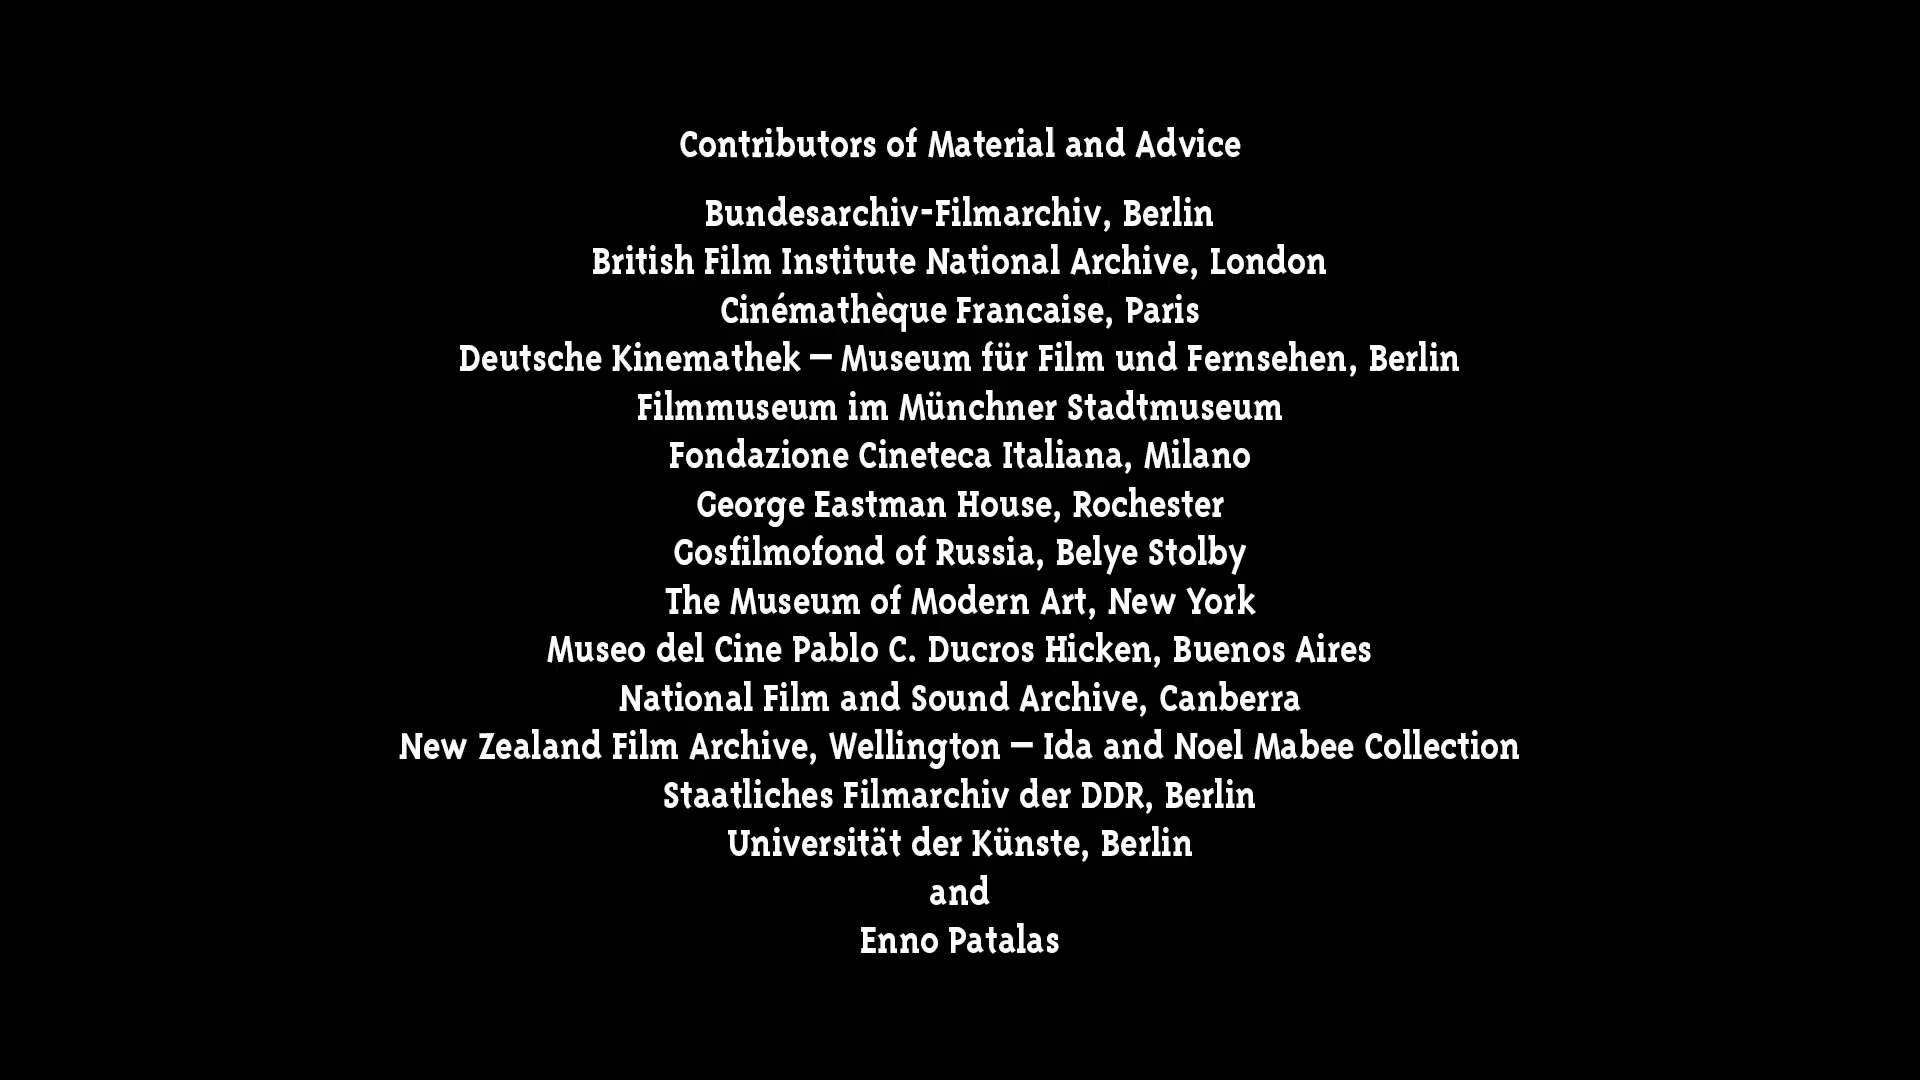 Contributors of Material and Advice
Bundesarchiv-Filmarchiv, Berlin
British Film Institute National Archive, London
Cinémathèque Francaise, Paris
Deutsche Kinemathek – Museum für Film und Fernsehen, Berlin
Filmmuseum im Münchner Stadtmuseum
Fondazione Cineteca Italiana, Milano
George Eastman House, Rochester
Gosfilmofond of Russia, Belye Stolby
The Museum of Modern Art, New York
Museo del Cine Pablo C. Ducros Hicken, Buenos Aires
National Film and Sound Archive, Canberra
New Zealand Film Archive, Wellington – Ida and Noel Mabee Collection
Staatliches Filmarchiv der DDR, Berlin
Universität der Künste, Berlin
and
Enno Patalas